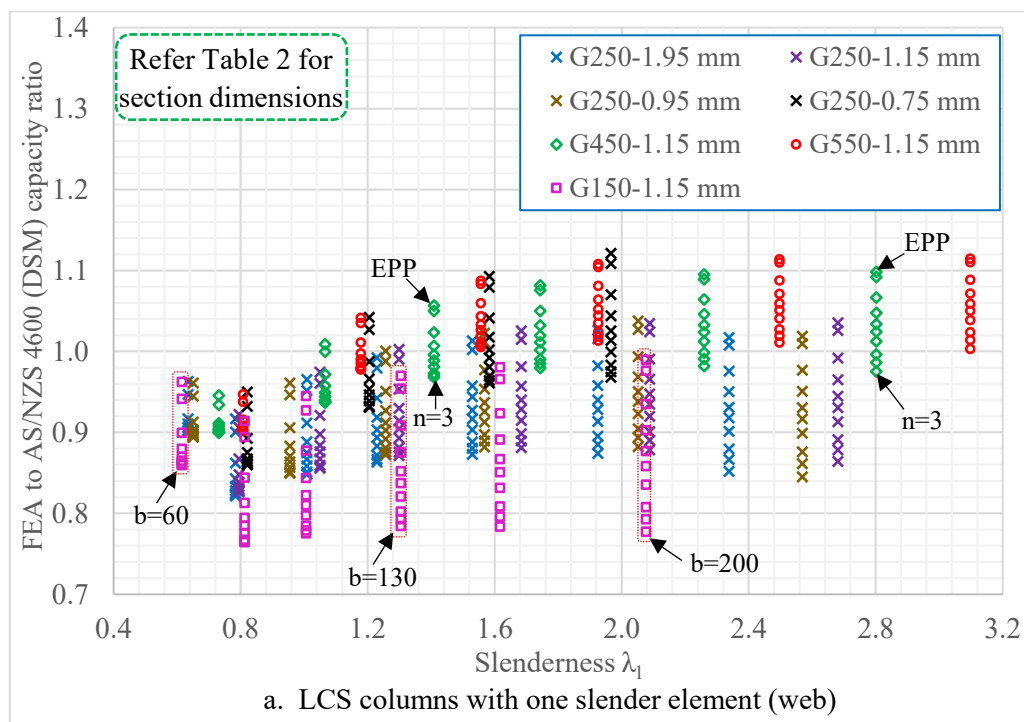 1.4
1.3
1.2
1.1
1.0
0.9
0.8
0.7
FEA to AS/NZS 4600 (DSM) capacity ratio
Refer Table 2 for
section dimensions
G250-1.95 mm
G250-1.15 mm
G250-0.95 mm
G250-0.75 mm
G450-1.15 mm
G550-1.15 mm
G150-1.15 mm
EPP
EPP
n=3
n=3
b=60
b=130
b=200
0.4 0.8 1.2 1.6 2.0 2.4 2.8 3.2
Slenderness λl
a. LCS columns with one slender element (web)